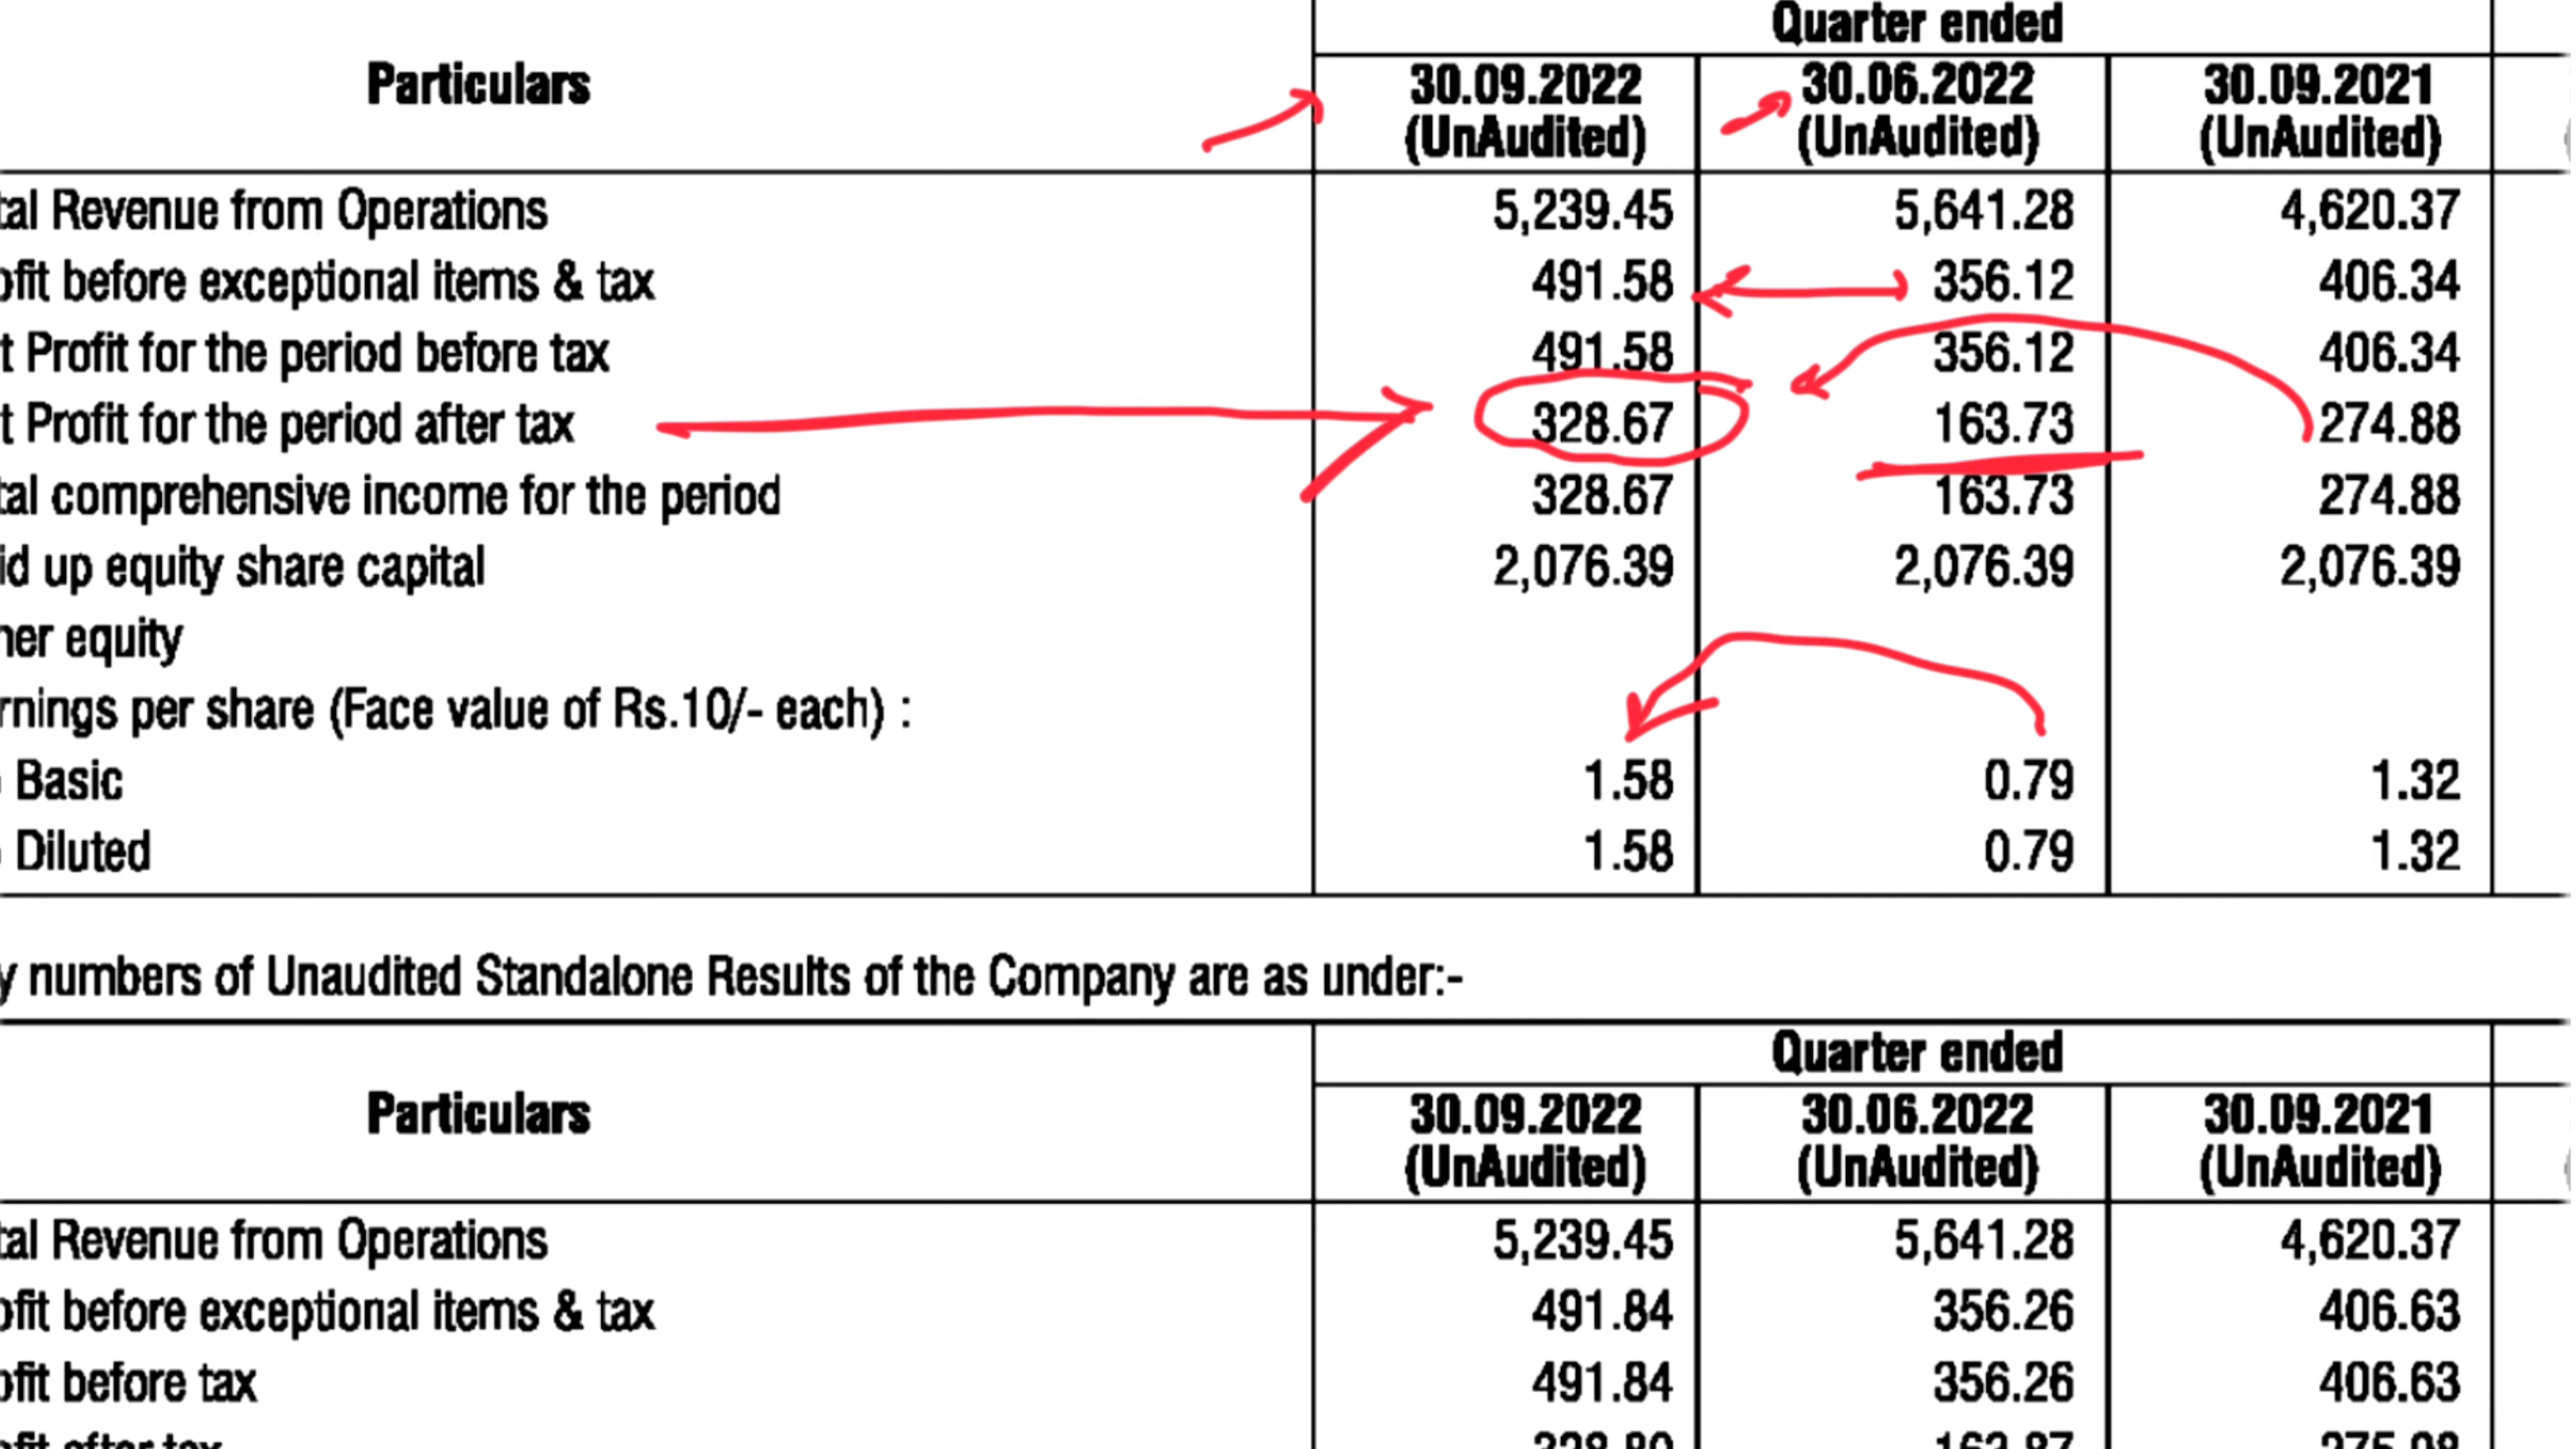 Quarter ended
Particulars 30.09.2022 (UnAudited) 30.06.2022 (UnAudited) 30.09.2021 (UnAudited)
tal Revenue from Operations 5,239.45 5,641.28 4,620.37
ofit before exceptional items & tax 491.58 356.12 406.34
t Profit for the period before tax 491.58 356.12 406.34
t Profit for the period after tax 328.67 163.73 274.88
tal comprehensive income for the period 328.67 163.73 274.88
id up equity share capital 2,076.39 2,076.39 2,076.39
her equity
rnings per share (Face value of Rs.10/- each) :
Basic 1.58 0.79 1.32
Diluted 1.58 0.79 1.32
y numbers of Unaudited Standalone Results of the Company are as under:-
Quarter ended
Particulars 30.09.2022 (UnAudited) 30.06.2022 (UnAudited) 30.09.2021 (UnAudited)
tal Revenue from Operations 5,239.45 5,641.28 4,620.37
ofit before exceptional items & tax 491.84 356.26 406.63
ofit before tax 491.84 356.26 406.63